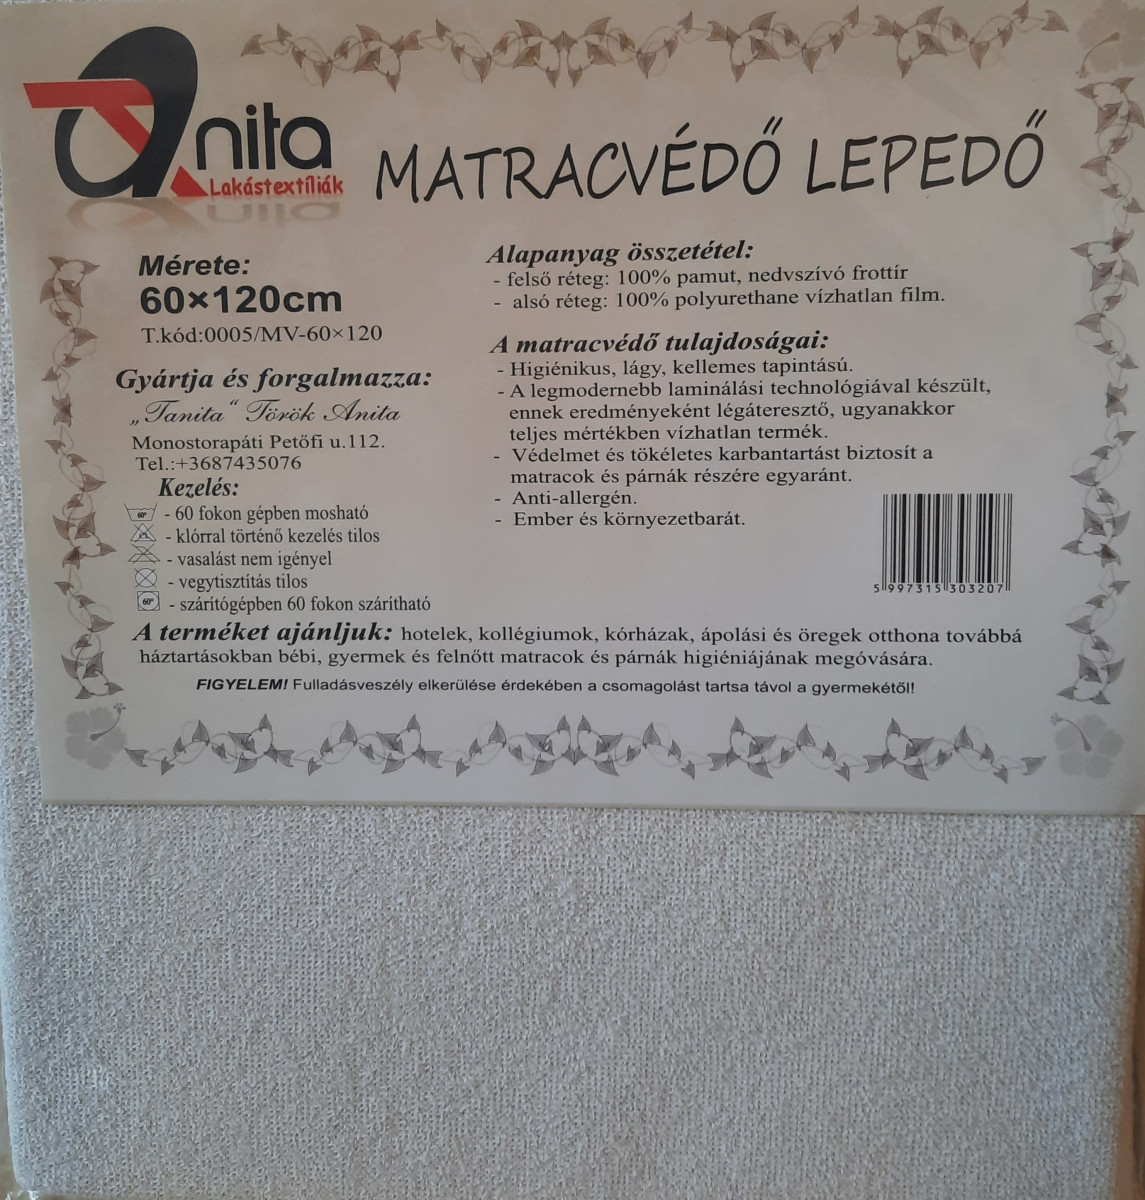 anita
Lakástextíliák
MATRACVÉDŐ LEPEDŐ
Mérete:
60×120cm
T.kód:0005/MV-60×120
Gyártja és forgalmazza:
„Tanita“ Török Anita
Monostorapáti Petőfi u.112.
Tel.:+3687435076
Kezelés:
60° - 60 fokon gépben mosható
- klórral történő kezelés tilos
- vasalást nem igényel
- vegytisztítás tilos
60° - szárítógépben 60 fokon szárítható
Alapanyag összetétel:
- felső réteg: 100% pamut, nedvszívó frottír
- alsó réteg: 100% polyurethane vízhatlan film.
A matracvédő tulajdoságai:
- Higiénikus, lágy, kellemes tapintású.
- A legmodernebb laminálási technológiával készült,
ennek eredményeként légáteresztő, ugyanakkor
teljes mértékben vízhatlan termék.
- Védelmet és tökéletes karbantartást biztosít a
matracok és párnák részére egyaránt.
- Anti-allergén.
- Ember és környezetbarát.
5 997315 303207
A terméket ajánljuk: hotelek, kollégiumok, kórházak, ápolási és öregek otthona továbbá
háztartásokban bébi, gyermek és felnőtt matracok és párnák higiéniájának megóvására.
FIGYELEM! Fulladásveszély elkerülése érdekében a csomagolást tartsa távol a gyermekétől!